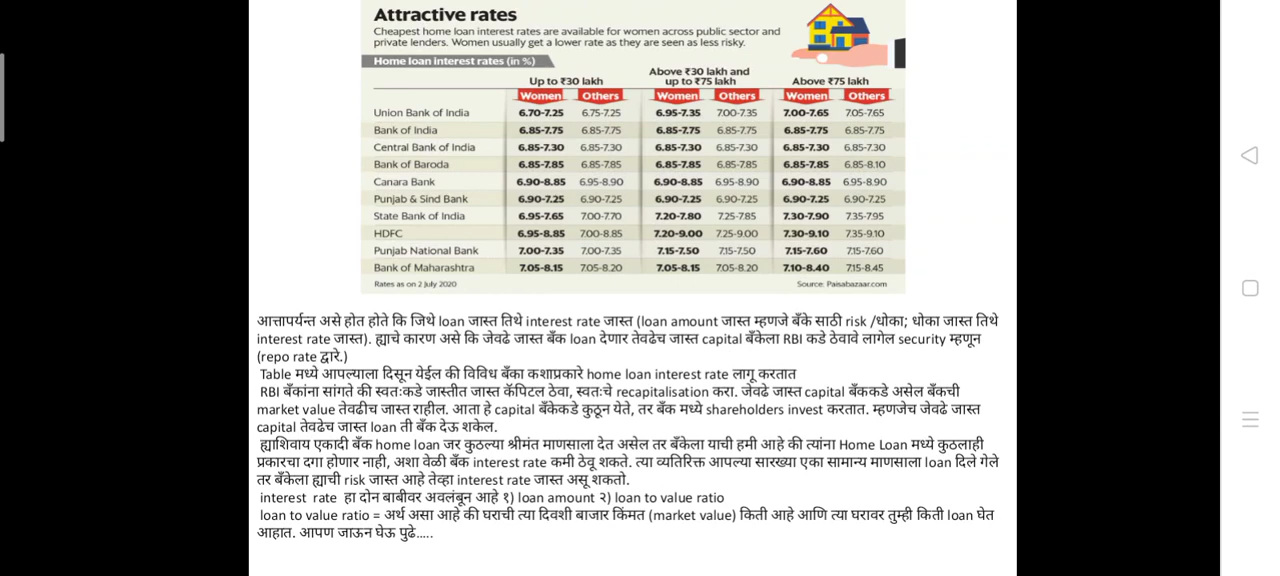 Attractive rates
Cheapest home loan interest rates are available for women across public sector and
private lenders. Women usually get a lower rate as they are seen as less risky.
Home loan interest rates (in %)
Up to ₹30 lakh Above ₹30 lakh and up to ₹75 lakh Above ₹75 lakh
Women Others Women Others Women Others
Union Bank of India 6.70-7.25 6.75-7.25 6.95-7.35 7.00-7.35 7.00-7.65 7.05-7.65
Bank of India 6.85-7.75 6.85-7.75 6.85-7.75 6.85-7.75 6.85-7.75 6.85-7.75
Central Bank of India 6.85-7.30 6.85-7.30 6.85-7.30 6.85-7.30 6.85-7.30 6.85-7.30
Bank of Baroda 6.85-7.85 6.85-7.85 6.85-7.85 6.85-7.85 6.85-7.85 6.85-8.10
Canara Bank 6.90-8.85 6.95-8.90 6.90-8.85 6.95-8.90 6.90-8.85 6.95-8.90
Punjab & Sind Bank 6.90-7.25 6.90-7.25 6.90-7.25 6.90-7.25 6.90-7.25 6.90-7.25
State Bank of India 6.95-7.65 7.00-7.70 7.20-7.80 7.25-7.85 7.30-7.90 7.35-7.95
HDFC 6.95-8.85 7.00-8.85 7.20-9.00 7.25-9.00 7.30-9.10 7.35-9.10
Punjab National Bank 7.00-7.35 7.00-7.35 7.15-7.50 7.15-7.50 7.15-7.60 7.15-7.60
Bank of Maharashtra 7.05-8.15 7.05-8.20 7.05-8.15 7.05-8.20 7.10-8.40 7.15-8.45
Rates as on 2 July 2020 Source: Paisabazaar.com
आत्तापर्यन्त असे होत होते कि जिथे loan जास्त तिथे interest rate जास्त (loan amount जास्त म्हणजे बँके साठी risk /धोका; धोका जास्त तिथे
interest rate जास्त). ह्याचे कारण असे कि जेवढे जास्त बँक loan देणार तेवढेच जास्त capital बँकेला RBI कडे ठेवावे लागेल security म्हणून
(repo rate द्वारे.)
Table मध्ये आपल्याला दिसून येईल की विविध बँका कशाप्रकारे home loan interest rate लागू करतात
RBI बँकांना सांगते की स्वतःकडे जास्तीत जास्त कॅपिटल ठेवा, स्वतःचे recapitalisation करा. जेवढे जास्त capital बँककडे असेल बँकची
market value तेवढीच जास्त राहील. आता हे capital बँकेकडे कुठून येते, तर बँक मध्ये shareholders invest करतात. म्हणजेच जेवढे जास्त
capital तेवढेच जास्त loan ती बँक देऊ शकेल.
ह्याशिवाय एकादी बँक home loan जर कुठल्या श्रीमंत माणसाला देत असेल तर बँकेला याची हमी आहे की त्यांना Home Loan मध्ये कुठलाही
प्रकारचा दगा होणार नाही, अशा वेळी बँक interest rate कमी ठेवू शकते. त्या व्यतिरिक्त आपल्या सारख्या एका सामान्य माणसाला loan दिले गेले
तर बँकेला ह्याची risk जास्त आहे तेव्हा interest rate जास्त असू शकतो.
interest rate हा दोन बाबीवर अवलंबून आहे १) loan amount २) loan to value ratio
loan to value ratio = अर्थ असा आहे की घराची त्या दिवशी बाजार किंमत (market value) किती आहे आणि त्या घरावर तुम्ही किती loan घेत
आहात. आपण जाऊन घेऊ पुढे.....